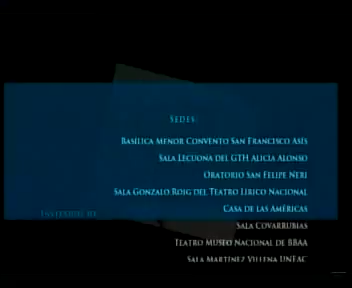 Sedes
Basílica Menor Convento San Francisco Asís
Sala Lecuona del GTH Alicia Alonso
Oratorio San Felipe Neri
Sala Gonzalo Roig del Teatro Lírico Nacional
Casa de las Américas
Sala Covarrubias
Teatro Museo Nacional de BBAA
Sala Martínez Villena UNEAC